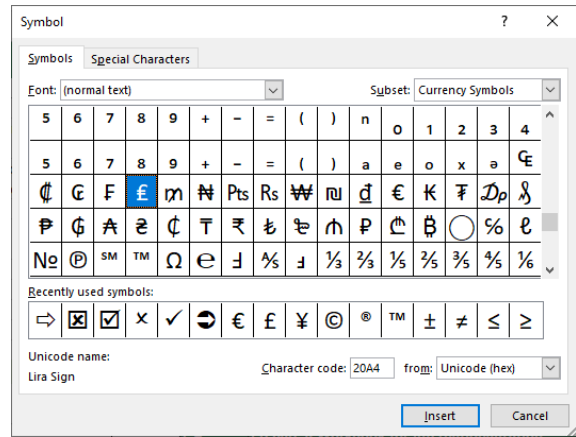 Symbol ? ×
Symbols Special Characters
Font: (normal text) Subset: Currency Symbols
⁵ ⁶ ⁷ ⁸ ⁹ ⁺ ⁻ ⁼ ⁽ ⁾ ⁿ ₀ ₁ ₂ ₃ ₄
₅ ₆ ₇ ₈ ₉ ₊ ₋ ₌ ₍ ₎ ₐ ₑ ₒ ₓ ₔ ₠
₡ ₢ ₣ ₤ ₥ ₦ ₧ ₨ ₩ ₪ ₫ € ₭ ₮ ₯ ₰
₱ ₲ ₳ ₴ ₵ ₸ ₹ ₺ ₻ ₼ ₽ ₾ ₿ ⃝ ℅ ℓ
№ ℗ ℠ ™ Ω ℮ ⅃ ⅍ ⅎ ⅓ ⅔ ⅕ ⅖ ⅗ ⅘ ⅙
Recently used symbols:
⇨ ☒ ☑ × ✓ ➲ € £ ¥ © ® ™ ± ≠ ≤ ≥
Unicode name:
Lira Sign
Character code: 20A4 from: Unicode (hex)
Insert Cancel